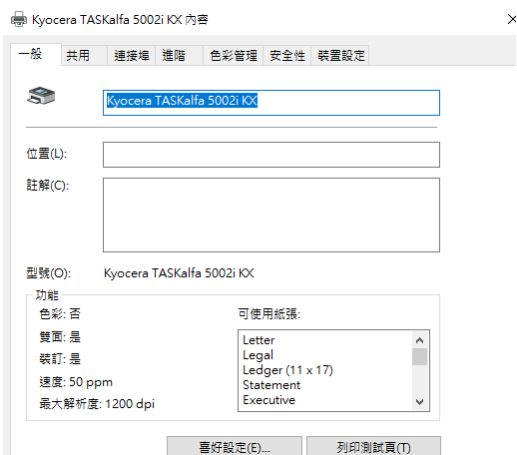 Kyocera TASKalfa 5002i KX 內容
一般 共用 連接埠 進階 色彩管理 安全性 裝置設定
Kyocera TASKalfa 5002i KX
位置(L):
註解(C):
型號(O): Kyocera TASKalfa 5002i KX
功能
色彩: 否 可使用紙張:
雙面: 是 Letter
裝訂: 是 Legal
Ledger (11 x 17)
速度: 50 ppm Statement
最大解析度: 1200 dpi Executive
喜好設定(E)... 列印測試頁(T)